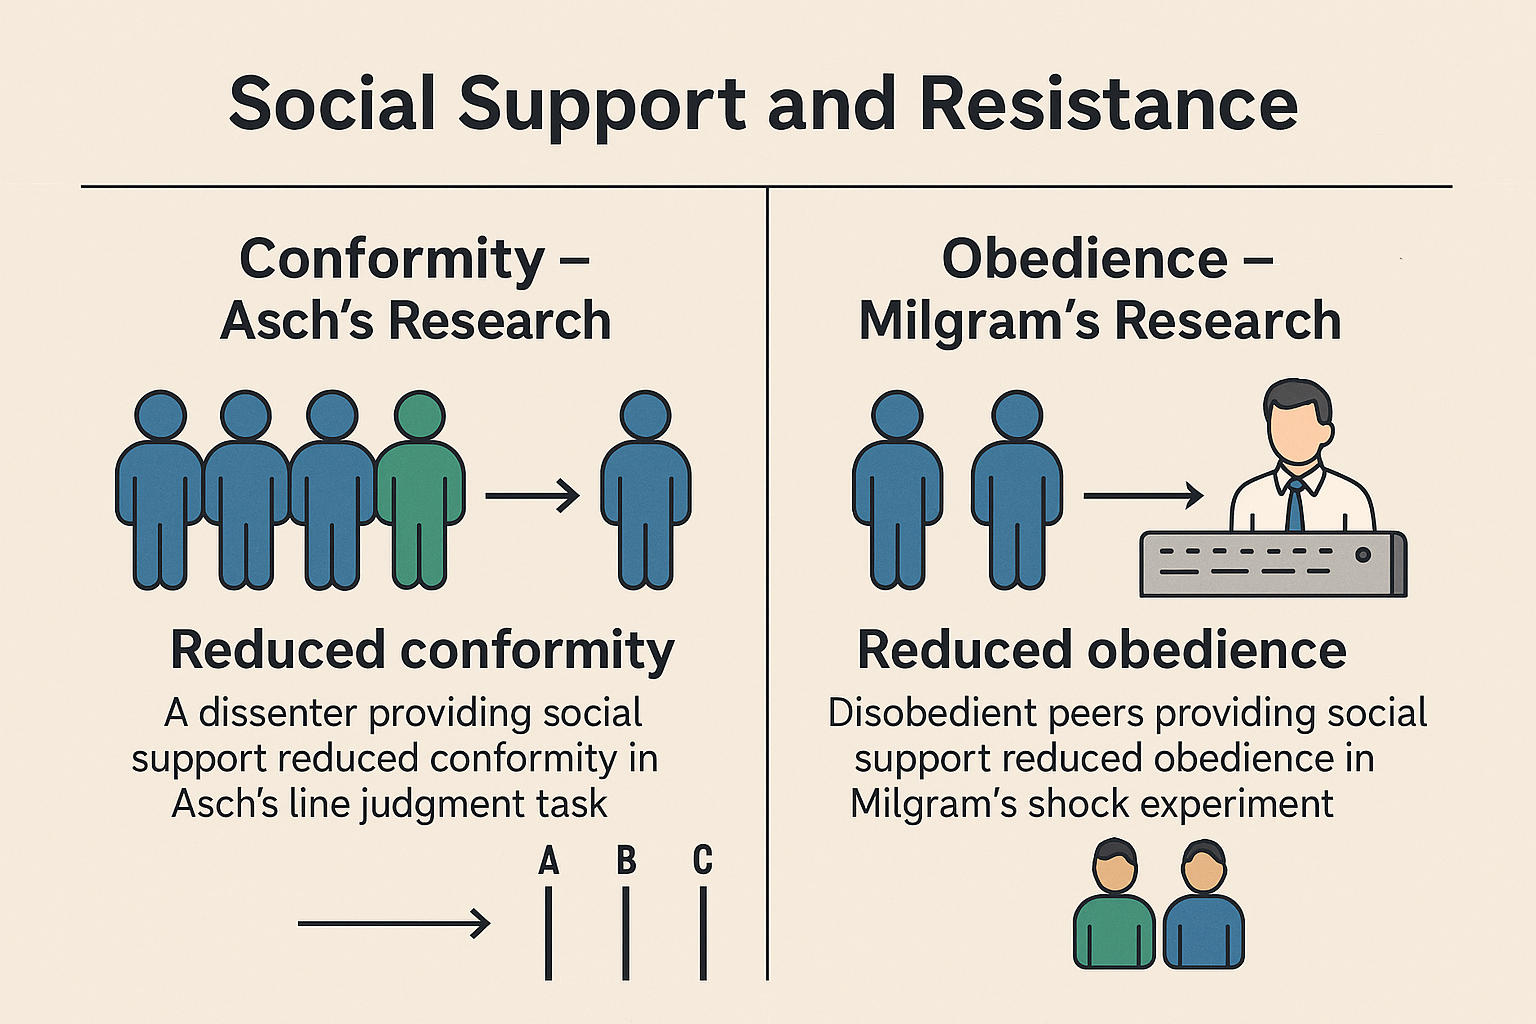 Social Support and Resistance
Conformity –
Asch’s Research
Reduced conformity
A dissenter providing social
support reduced conformity in
Asch’s line judgment task
A B C
Obedience –
Milgram’s Research
Reduced obedience
Disobedient peers providing social
support reduced obedience in
Milgram’s shock experiment